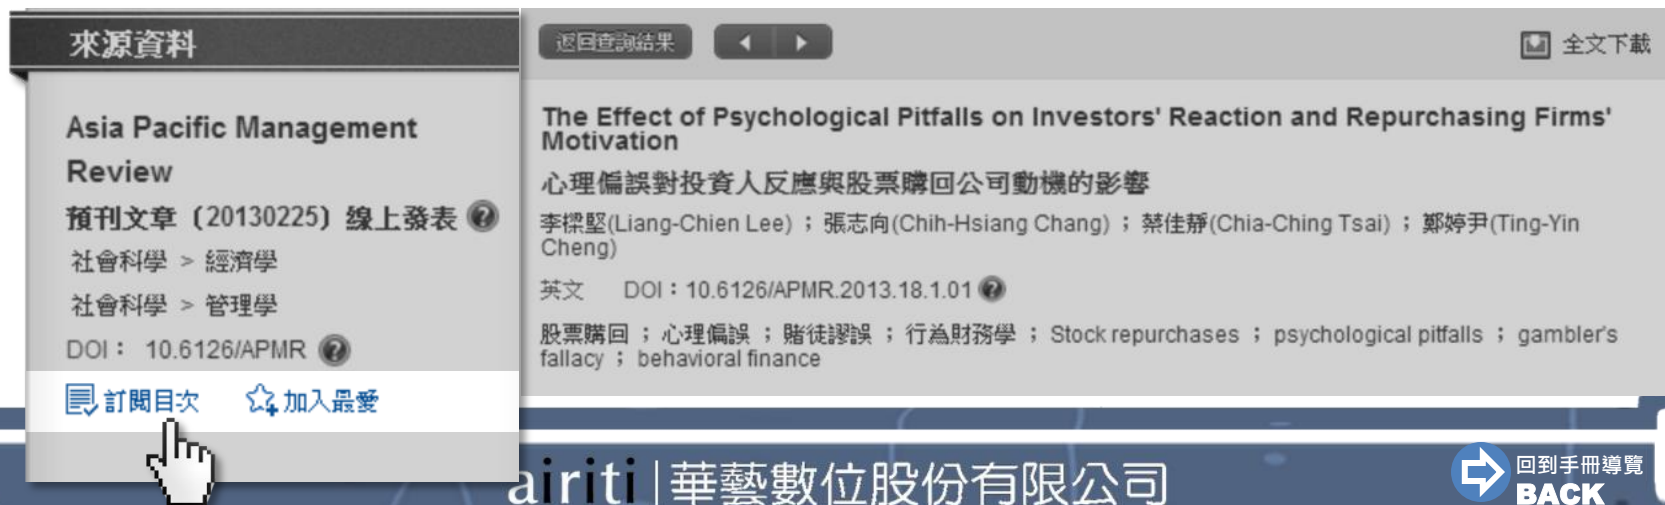 來源資料
Asia Pacific Management
Review
預刊文章（20130225）線上發表
社會科學 > 經濟學
社會科學 > 管理學
DOI： 10.6126/APMR
訂閱目次 加入最愛
返回查詢結果
全文下載
The Effect of Psychological Pitfalls on Investors' Reaction and Repurchasing Firms'
Motivation
心理偏誤對投資人反應與股票購回公司動機的影響
李樑堅(Liang-Chien Lee)；張志向(Chih-Hsiang Chang)；蔡佳靜(Chia-Ching Tsai)；鄭婷尹(Ting-Yin
Cheng)
英文 DOI：10.6126/APMR.2013.18.1.01
股票購回；心理偏誤；賭徒謬誤；行為財務學；Stock repurchases；psychological pitfalls；gambler's
fallacy；behavioral finance
airiti | 華藝數位股份有限公司
回到手冊導覽
BACK